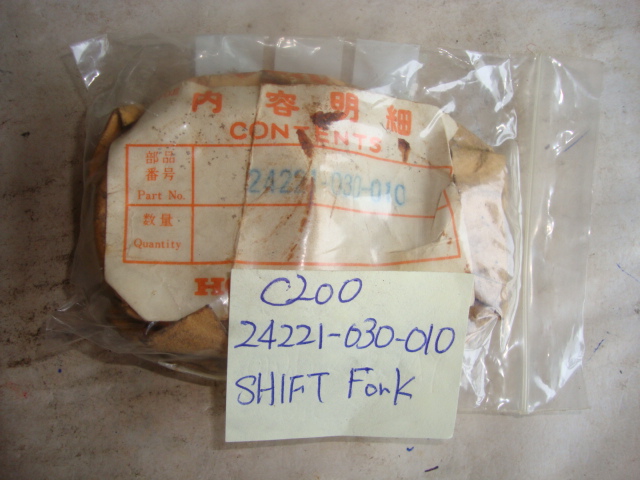 内容明細
CONTENTS
部品番号
Part No.
24221-030-010
数量
Quantity
C200
24221-030-010
SHIFT Fork